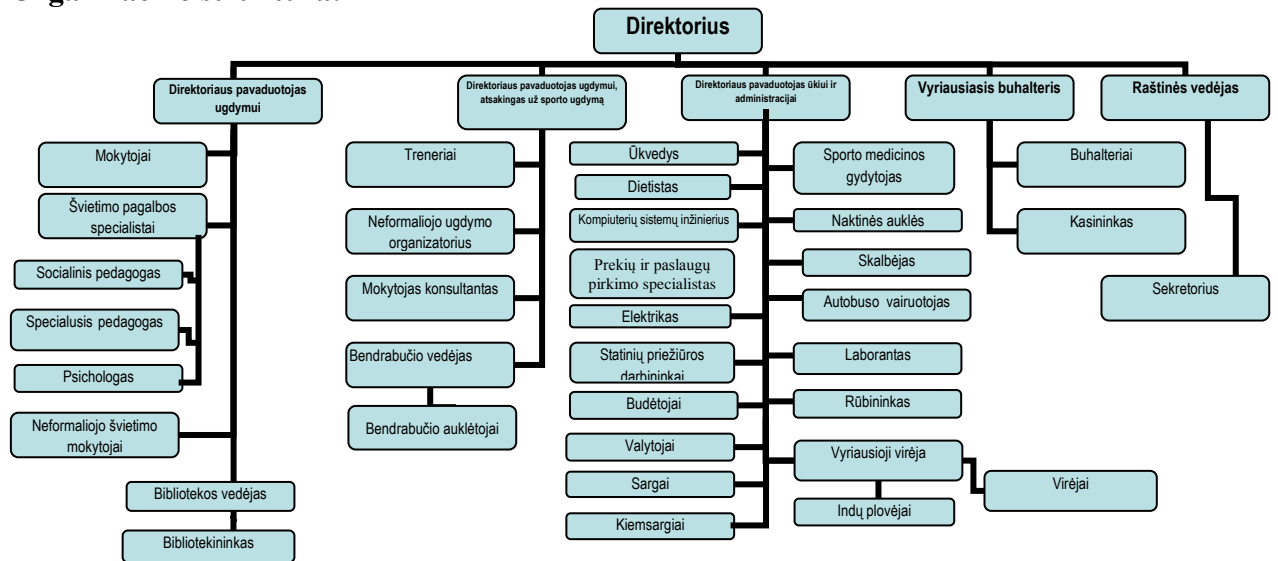 Direktorius
Direktoriaus pavaduotojas
ugdymui
Direktoriaus pavaduotojas ugdymui,
atsakingas už sporto ugdymą
Direktoriaus pavaduotojas ūkiui ir
administracijai
Vyriausiasis buhalteris
Raštinės vedėjas
Mokytojai
Švietimo pagalbos
specialistai
Socialinis pedagogas
Specialusis pedagogas
Psichologas
Neformaliojo švietimo
mokytojai
Bibliotekos vedėjas
Bibliotekininkas
Treneriai
Neformaliojo ugdymo
organizatorius
Mokytojas konsultantas
Bendrabučio vedėjas
Bendrabučio auklėtojai
Ūkvedys
Dietistas
Kompiuterių sistemų inžinierius
Prekių ir paslaugų
pirkimo specialistas
Elektrikas
Statinių priežiūros
darbininkai
Budėtojai
Valytojai
Sargai
Kiemsargiai
Sporto medicinos
gydytojas
Naktinės auklės
Skalbėjas
Autobuso vairuotojas
Laborantas
Rūbininkas
Vyriausioji virėja
Indų plovėjai
Virėjai
Buhalteriai
Kasininkas
Sekretorius